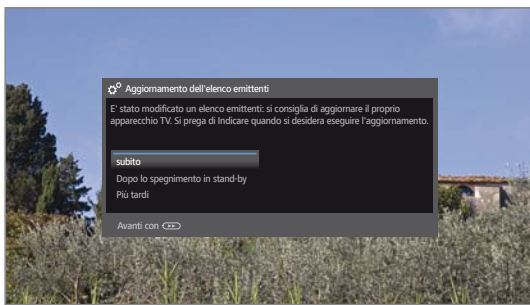 Aggiornamento dell'elenco emittenti
E' stato modificato un elenco emittenti: si consiglia di aggiornare il proprio
apparecchio TV. Si prega di Indicare quando si desidera eseguire l'aggiornamento.
subito
Dopo lo spegnimento in stand-by
Più tardi
Avanti con